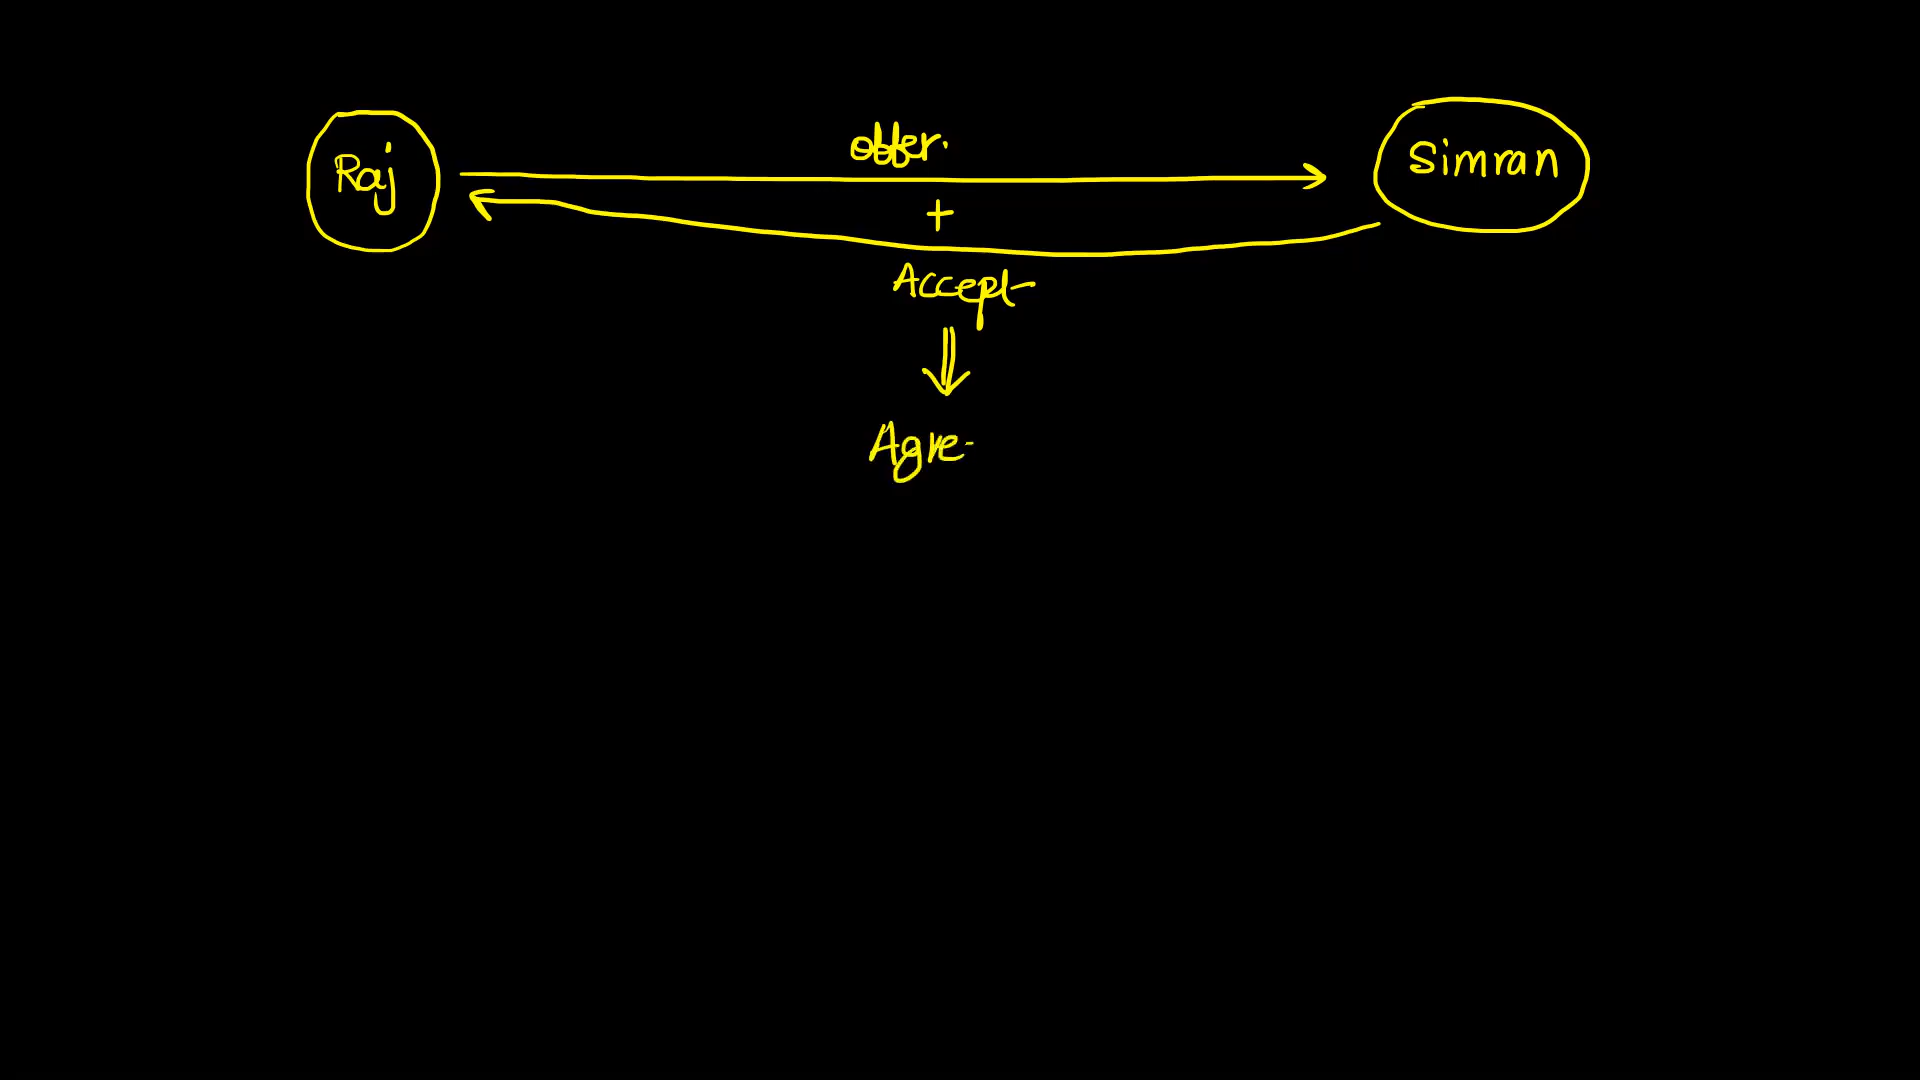 Raj
offer.
Simran
+
Accept-
Agre-